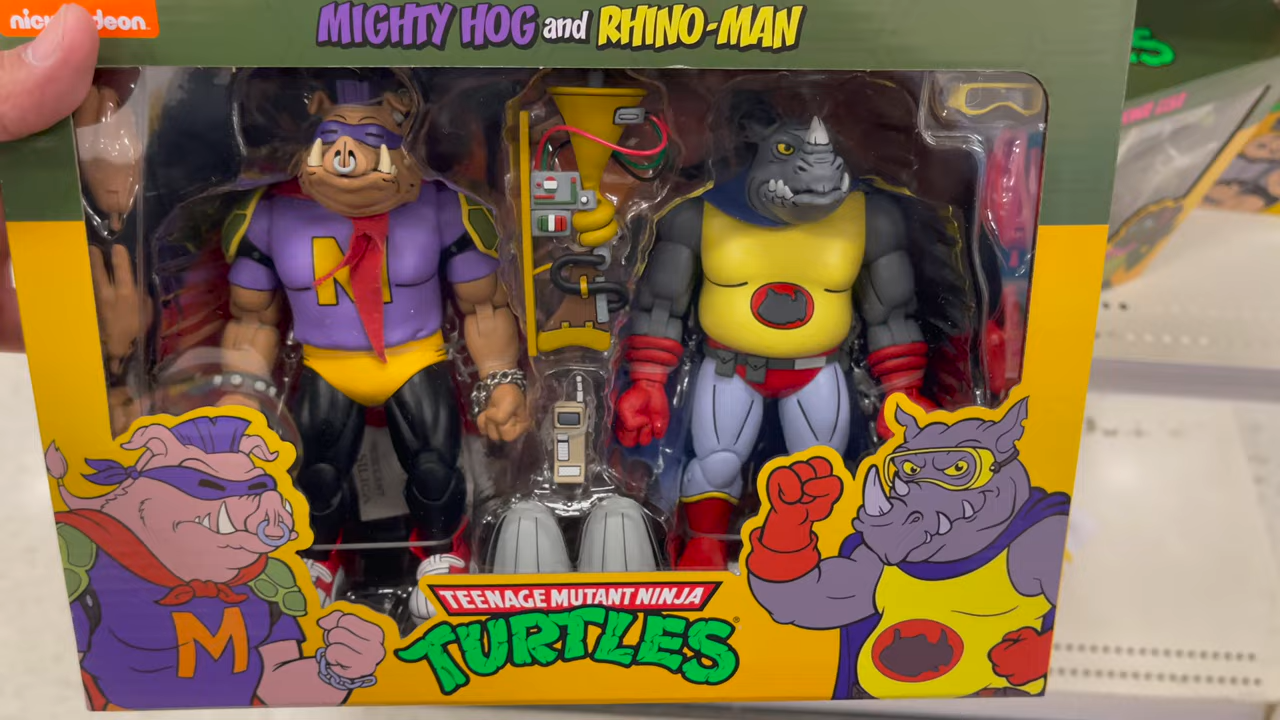 nickelodeon
MIGHTY HOG and RHINO-MAN
M
TEENAGE MUTANT NINJA
TURTLES
M